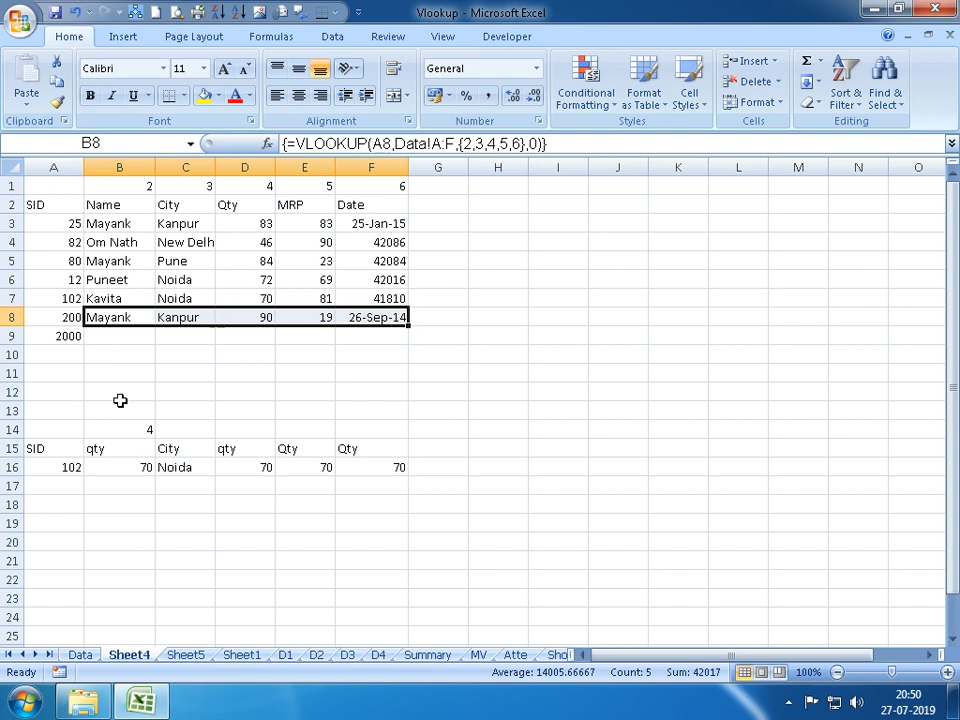 Vlookup - Microsoft Excel
Home Insert Page Layout Formulas Data Review View Developer
Paste
Calibri 11
B I U
General
% , .0 .00 .00 .0
Conditional Formatting
Format as Table
Cell Styles
Insert
Delete
Format
Σ
Sort & Filter
Find & Select
Clipboard Font Alignment Number Styles Cells Editing
B8 fx {=VLOOKUP(A8,Data!A:F,{2,3,4,5,6},0)}
A B C D E F G H I J K L M N O
1 2 3 4 5 6
2 SID Name City Qty MRP Date
3 25 Mayank Kanpur 83 83 25-Jan-15
4 82 Om Nath New Delh 46 90 42086
5 80 Mayank Pune 84 23 42084
6 12 Puneet Noida 72 69 42016
7 102 Kavita Noida 70 81 41810
8 200 Mayank Kanpur 90 19 26-Sep-14
9 2000
10
11
12
13
14 4
15 SID qty City qty Qty Qty
16 102 70 Noida 70 70 70
17
18
19
20
21
22
23
24
25
Data Sheet4 Sheet5 Sheet1 D1 D2 D3 D4 Summary MV Atte Sho
Ready Average: 14005.66667 Count: 5 Sum: 42017 100%
20:50
27-07-2019